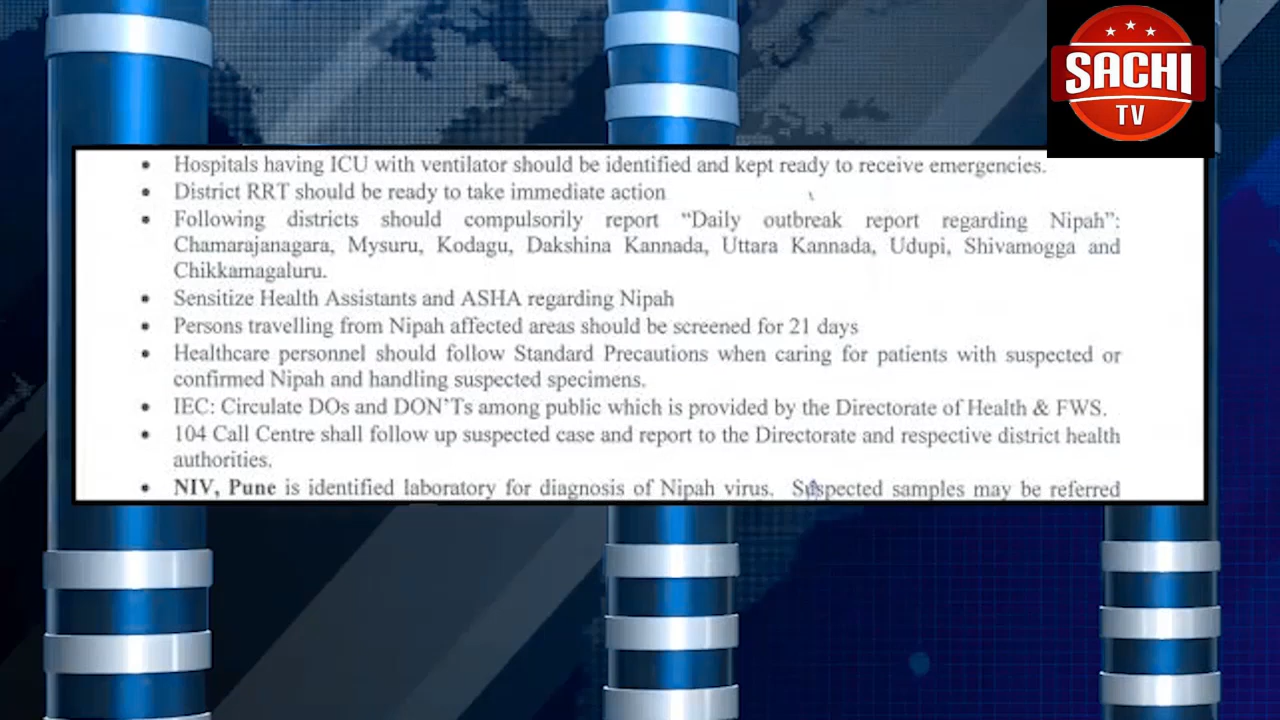 SACHI
TV
• Hospitals having ICU with ventilator should be identified and kept ready to receive emergencies.
• District RRT should be ready to take immediate action
• Following districts should compulsorily report “Daily outbreak report regarding Nipah”:
Chamarajanagara, Mysuru, Kodagu, Dakshina Kannada, Uttara Kannada, Udupi, Shivamogga and
Chikkamagaluru.
• Sensitize Health Assistants and ASHA regarding Nipah
• Persons travelling from Nipah affected areas should be screened for 21 days
• Healthcare personnel should follow Standard Precautions when caring for patients with suspected or
confirmed Nipah and handling suspected specimens.
• IEC: Circulate DOs and DON’Ts among public which is provided by the Directorate of Health & FWS.
• 104 Call Centre shall follow up suspected case and report to the Directorate and respective district health
authorities.
• NIV, Pune is identified laboratory for diagnosis of Nipah virus. Suspected samples may be referred